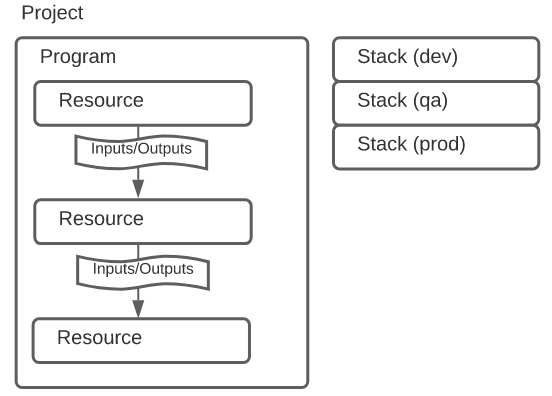 Project
Program
Resource
Inputs/Outputs
Resource
Inputs/Outputs
Resource
Stack (dev)
Stack (qa)
Stack (prod)